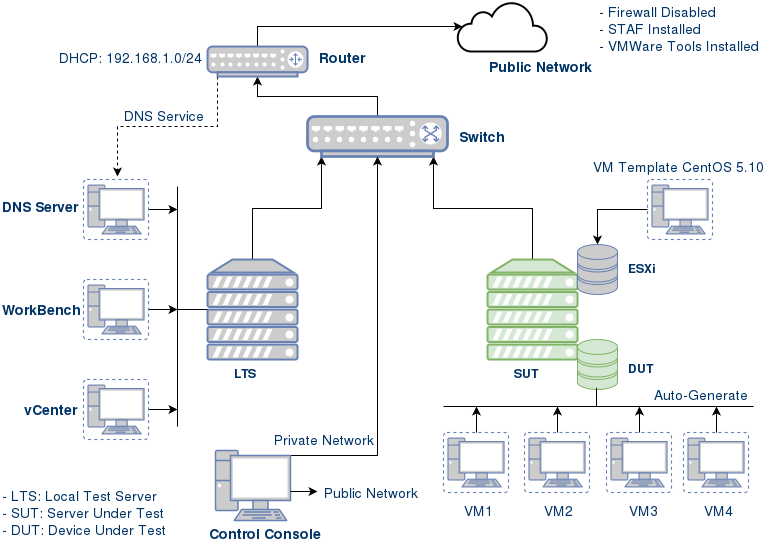 - Firewall Disabled
- STAF Installed
- VMWare Tools Installed
DHCP: 192.168.1.0/24
Router
Public Network
DNS Service
Switch
VM Template CentOS 5.10
DNS Server
ESXi
WorkBench
LTS
SUT
DUT
Auto-Generate
vCenter
Private Network
Public Network
- LTS: Local Test Server
- SUT: Server Under Test
- DUT: Device Under Test
Control Console
VM1
VM2
VM3
VM4